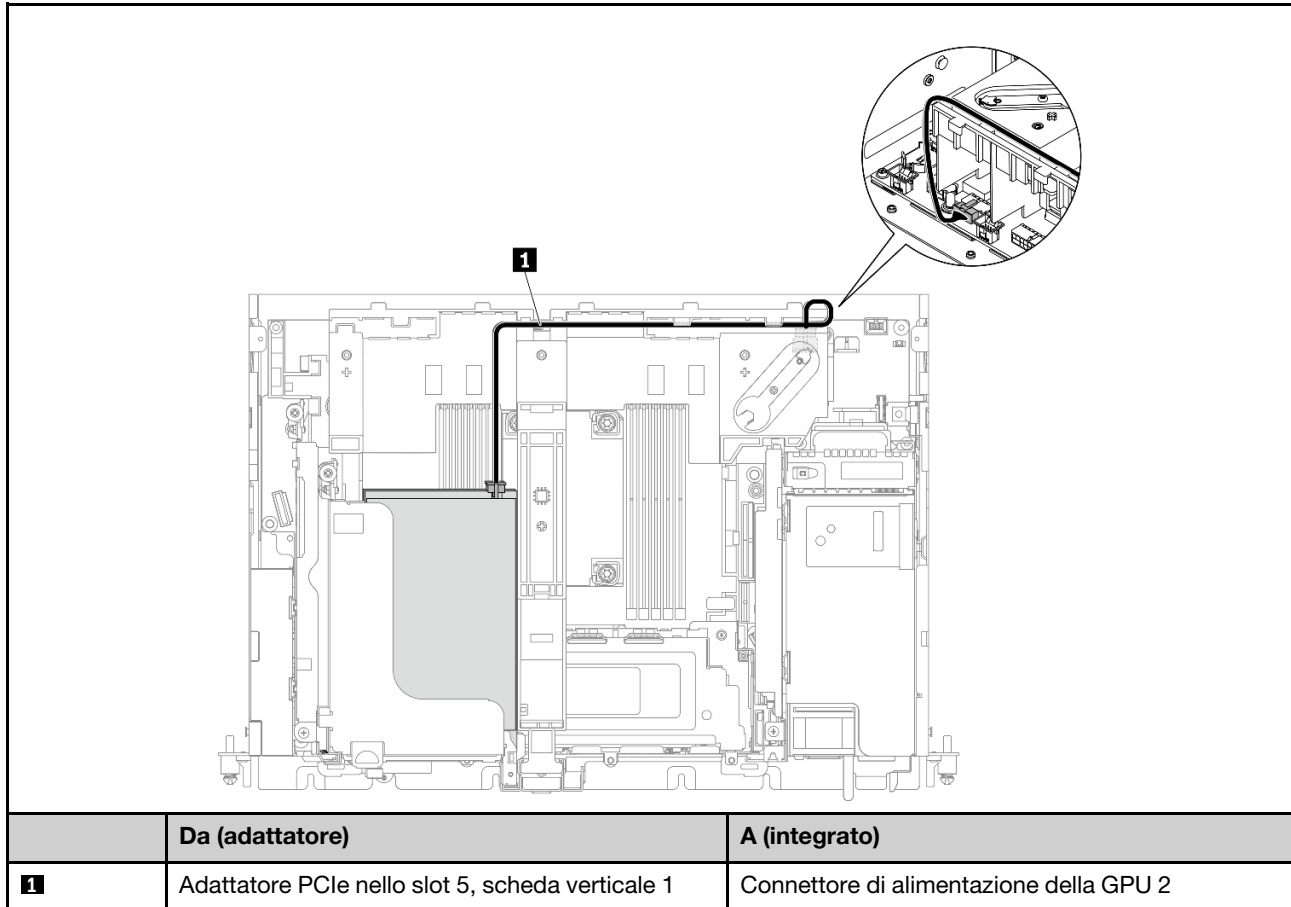 1
Da (adattatore) A (integrato)
1 Adattatore PCIe nello slot 5, scheda verticale 1 Connettore di alimentazione della GPU 2